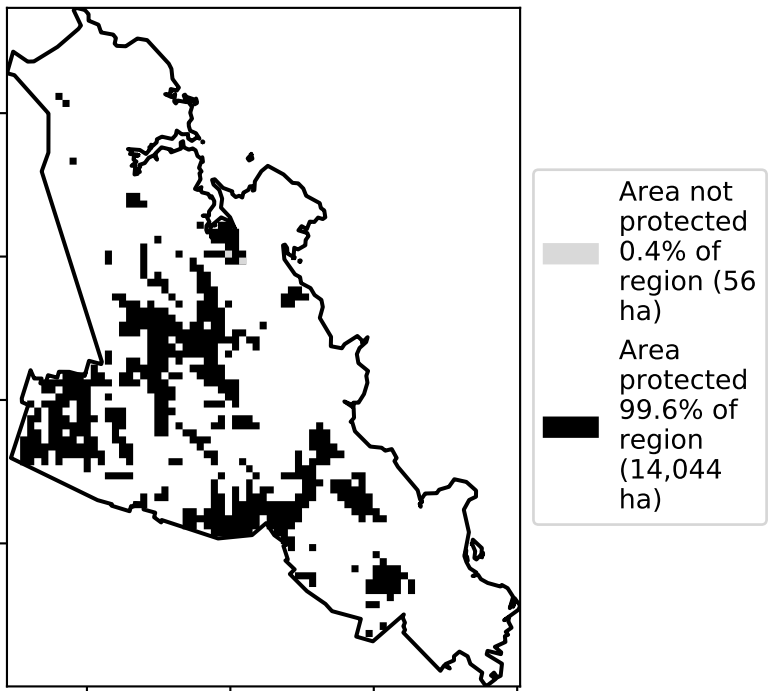 Area not
protected
0.4% of
region (56
ha)
Area
protected
99.6% of
region
(14,044
ha)